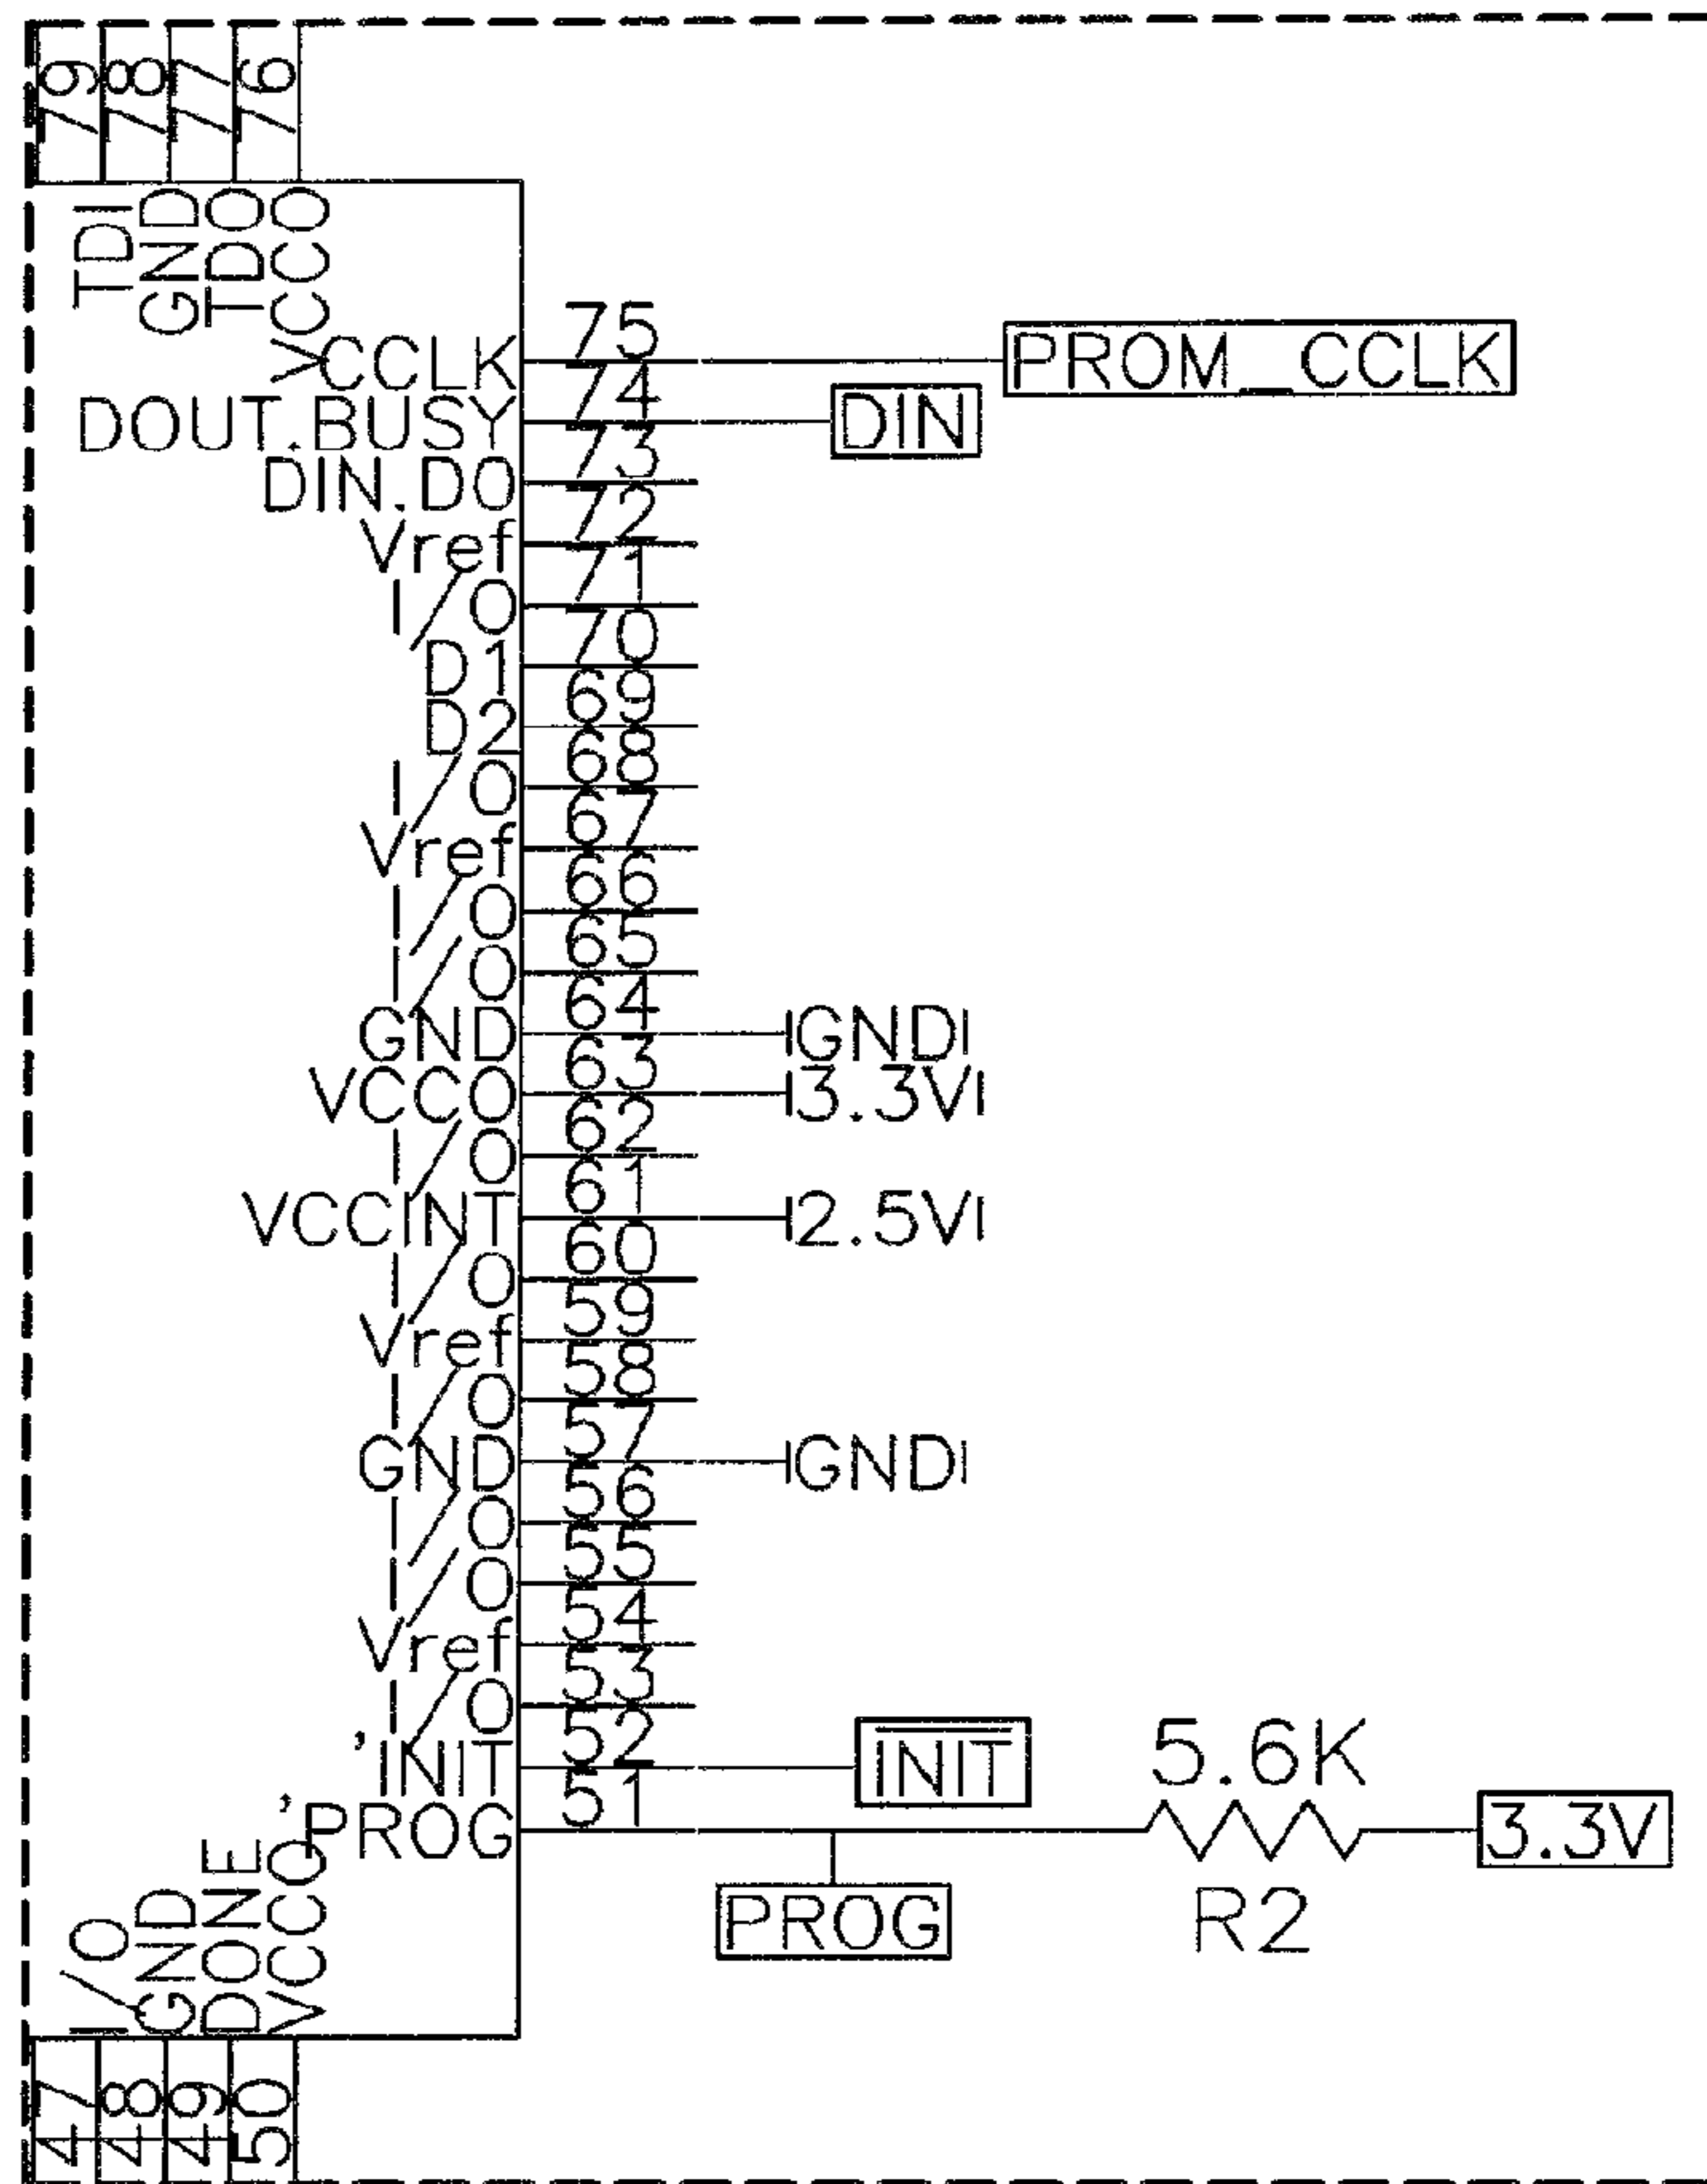 79 78 77 76
TDI GND TDO VCCO
CCLK 75 PROM_CCLK
DOUT.BUSY 74 DIN
DIN.D0 73
Vref 72
I/O 71
D1 70
D2 69
I/O 68
Vref 67
I/O 66
I/O 65
GND 64 GND
VCCO 63 3.3V
I/O 62
VCCINT 61 2.5V
I/O 60
Vref 59
I/O 58
GND 57 GND
I/O 56
I/O 55
Vref 54
I/O 53
'INIT 52 INIT
5.6K
'PROG 51 3.3V
PROG R2
I/O GND DONE VCCO
47 48 49 50